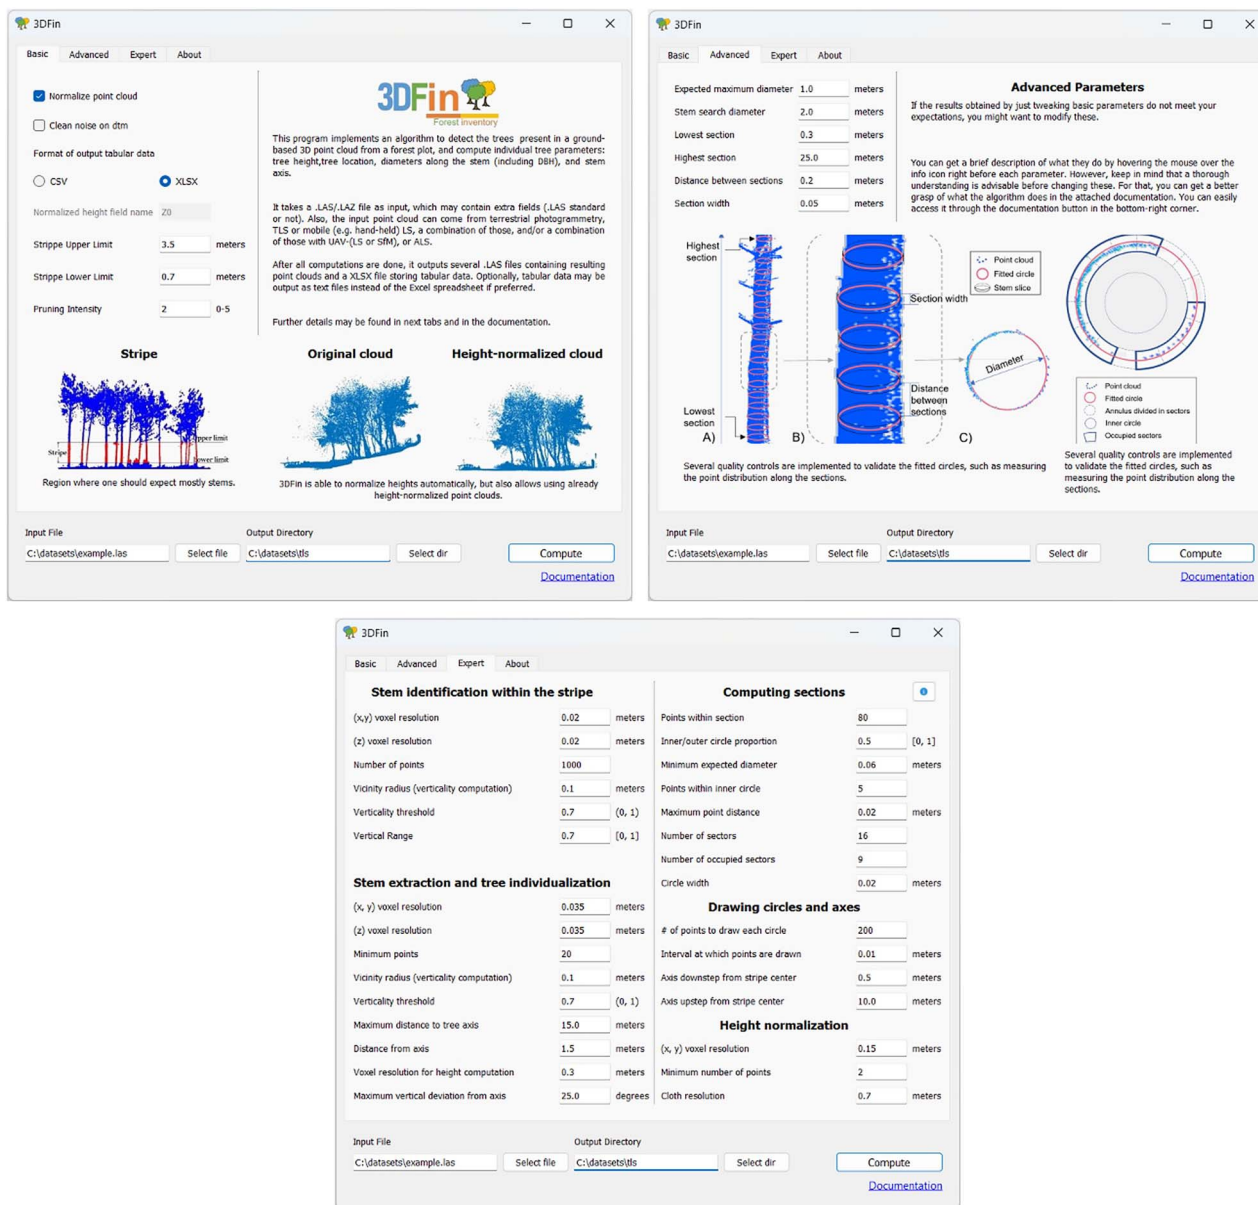 3DFin
Basic Advanced Expert About
Normalize point cloud
Clean noise on dtm
Format of output tabular data
CSV XLSX
Normalized height field name Z0
Strippe Upper Limit 3.5 meters
Strippe Lower Limit 0.7 meters
Pruning Intensity 2 0-5
3DFin
Forest inventory
This program implements an algorithm to detect the trees present in a ground-
based 3D point cloud from a forest plot, and compute individual tree parameters:
tree height,tree location, diameters along the stem (including DBH), and stem
axis.
It takes a .LAS/.LAZ file as input, which may contain extra fields (.LAS standard
or not). Also, the input point cloud can come from terrestrial photogrammetry,
TLS or mobile (e.g. hand-held) LS, a combination of those, and/or a combination
of those with UAV-(LS or SfM), or ALS.
After all computations are done, it outputs several .LAS files containing resulting
point clouds and a XLSX file storing tabular data. Optionally, tabular data may be
output as text files instead of the Excel spreadsheet if preferred.
Further details may be found in next tabs and in the documentation.
Stripe
Upper limit
Stripe
Lower limit
Region where one should expect mostly stems.
Original cloud Height-normalized cloud
3DFin is able to normalize heights automatically, but also allows using already
height-normalized point clouds.
Input File Output Directory
C:\datasets\example.las Select file C:\datasets\tls Select dir Compute
Documentation
3DFin
Basic Advanced Expert About
Expected maximum diameter 1.0 meters
Stem search diameter 2.0 meters
Lowest section 0.3 meters
Highest section 25.0 meters
Distance between sections 0.2 meters
Section width 0.05 meters
Advanced Parameters
If the results obtained by just tweaking basic parameters do not meet your
expectations, you might want to modify these.
You can get a brief description of what they do by hovering the mouse over the
info icon right before each parameter. However, keep in mind that a thorough
understanding is advisable before changing these. For that, you can get a better
grasp of what the algorithm does in the attached documentation. You can easily
access it through the documentation button in the bottom-right corner.
Highest
section
Lowest
section
A)
B)
Section width
Distance
between
sections
C)
Point cloud
Fitted circle
Stem slice
Diameter
Point cloud
Fitted circle
Annulus divided in sectors
Inner circle
Occupied sectors
Several quality controls are implemented to validate the fitted circles, such as measuring
the point distribution along the sections.
Several quality controls are implemented
to validate the fitted circles, such as
measuring the point distribution along the
sections.
Input File Output Directory
C:\datasets\example.las Select file C:\datasets\tls Select dir Compute
Documentation
3DFin
Basic Advanced Expert About
Stem identification within the stripe
(x,y) voxel resolution 0.02 meters
(z) voxel resolution 0.02 meters
Number of points 1000
Vicinity radius (verticality computation) 0.1 meters
Verticality threshold 0.7 (0, 1)
Vertical Range 0.7 [0, 1]
Stem extraction and tree individualization
(x, y) voxel resolution 0.035 meters
(z) voxel resolution 0.035 meters
Minimum points 20
Vicinity radius (verticality computation) 0.1 meters
Verticality threshold 0.7 (0, 1)
Maximum distance to tree axis 15.0 meters
Distance from axis 1.5 meters
Voxel resolution for height computation 0.3 meters
Maximum vertical deviation from axis 25.0 degrees
Computing sections
Points within section 80
Inner/outer circle proportion 0.5 [0, 1]
Minimum expected diameter 0.06 meters
Points within inner circle 5
Maximum point distance 0.02 meters
Number of sectors 16
Number of occupied sectors 9
Circle width 0.02 meters
Drawing circles and axes
# of points to draw each circle 200
Interval at which points are drawn 0.01 meters
Axis downstep from stripe center 0.5 meters
Axis upstep from stripe center 10.0 meters
Height normalization
(x, y) voxel resolution 0.15 meters
Minimum number of points 2
Cloth resolution 0.7 meters
Input File Output Directory
C:\datasets\example.las Select file C:\datasets\tls Select dir Compute
Documentation